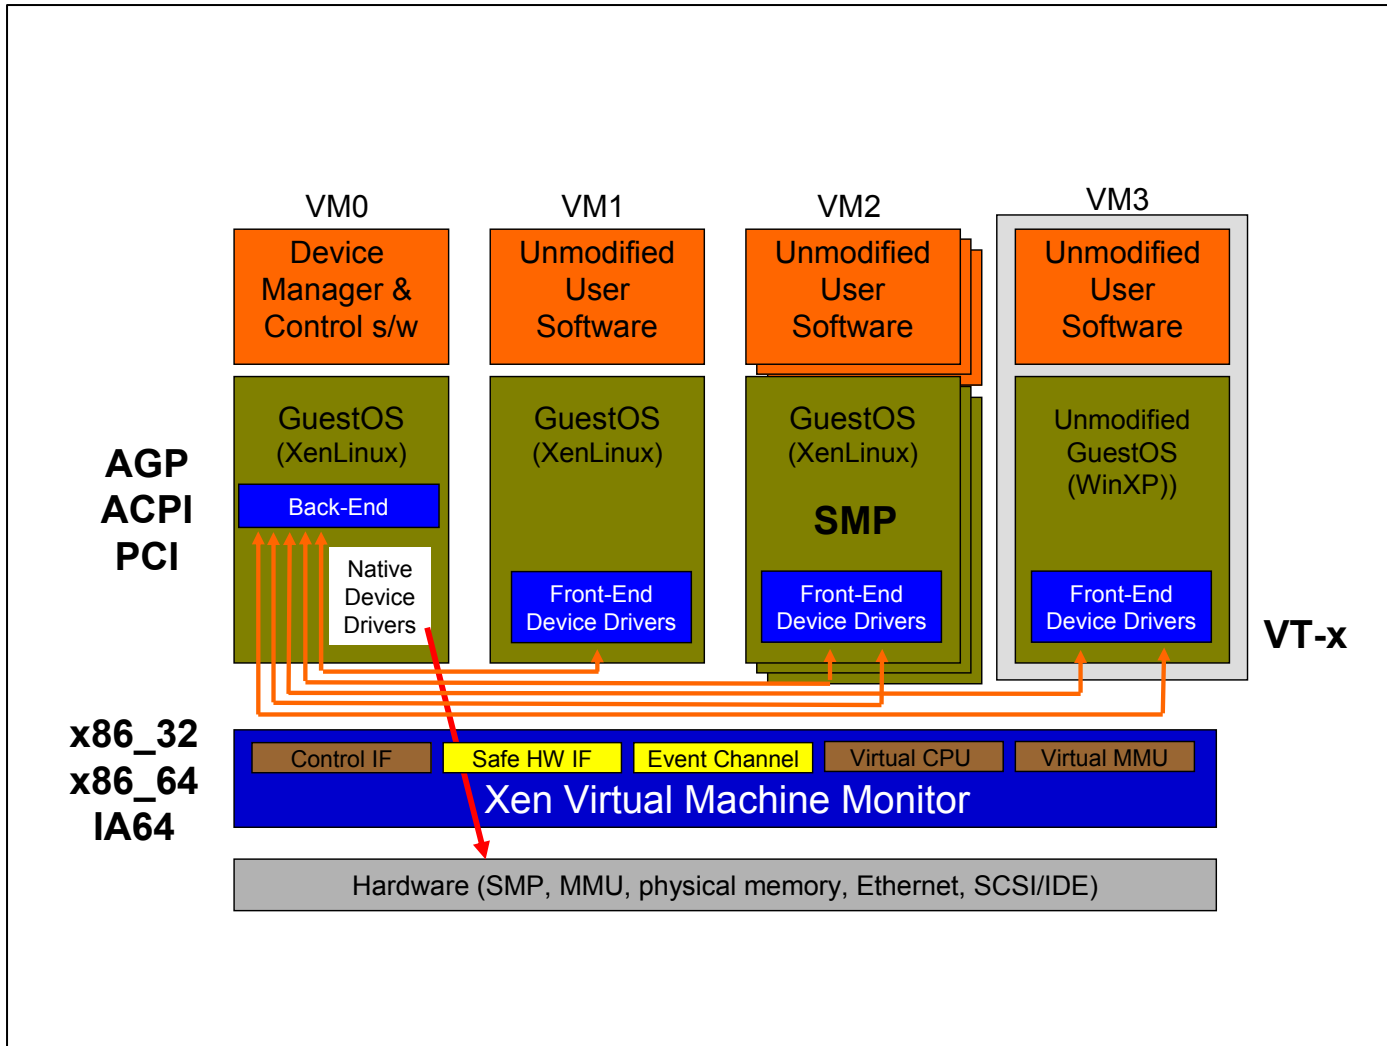 VM0
VM1
VM2
VM3
Device
Manager &
Control s/w
Unmodified
User
Software
Unmodified
User
Software
Unmodified
User
Software
AGP
ACPI
PCI
GuestOS
(XenLinux)
Back-End
Native
Device
Drivers
GuestOS
(XenLinux)
Front-End
Device Drivers
GuestOS
(XenLinux)
SMP
Front-End
Device Drivers
Unmodified
GuestOS
(WinXP))
Front-End
Device Drivers
VT-x
x86_32
x86_64
IA64
Control IF
Safe HW IF
Event Channel
Virtual CPU
Virtual MMU
Xen Virtual Machine Monitor
Hardware (SMP, MMU, physical memory, Ethernet, SCSI/IDE)